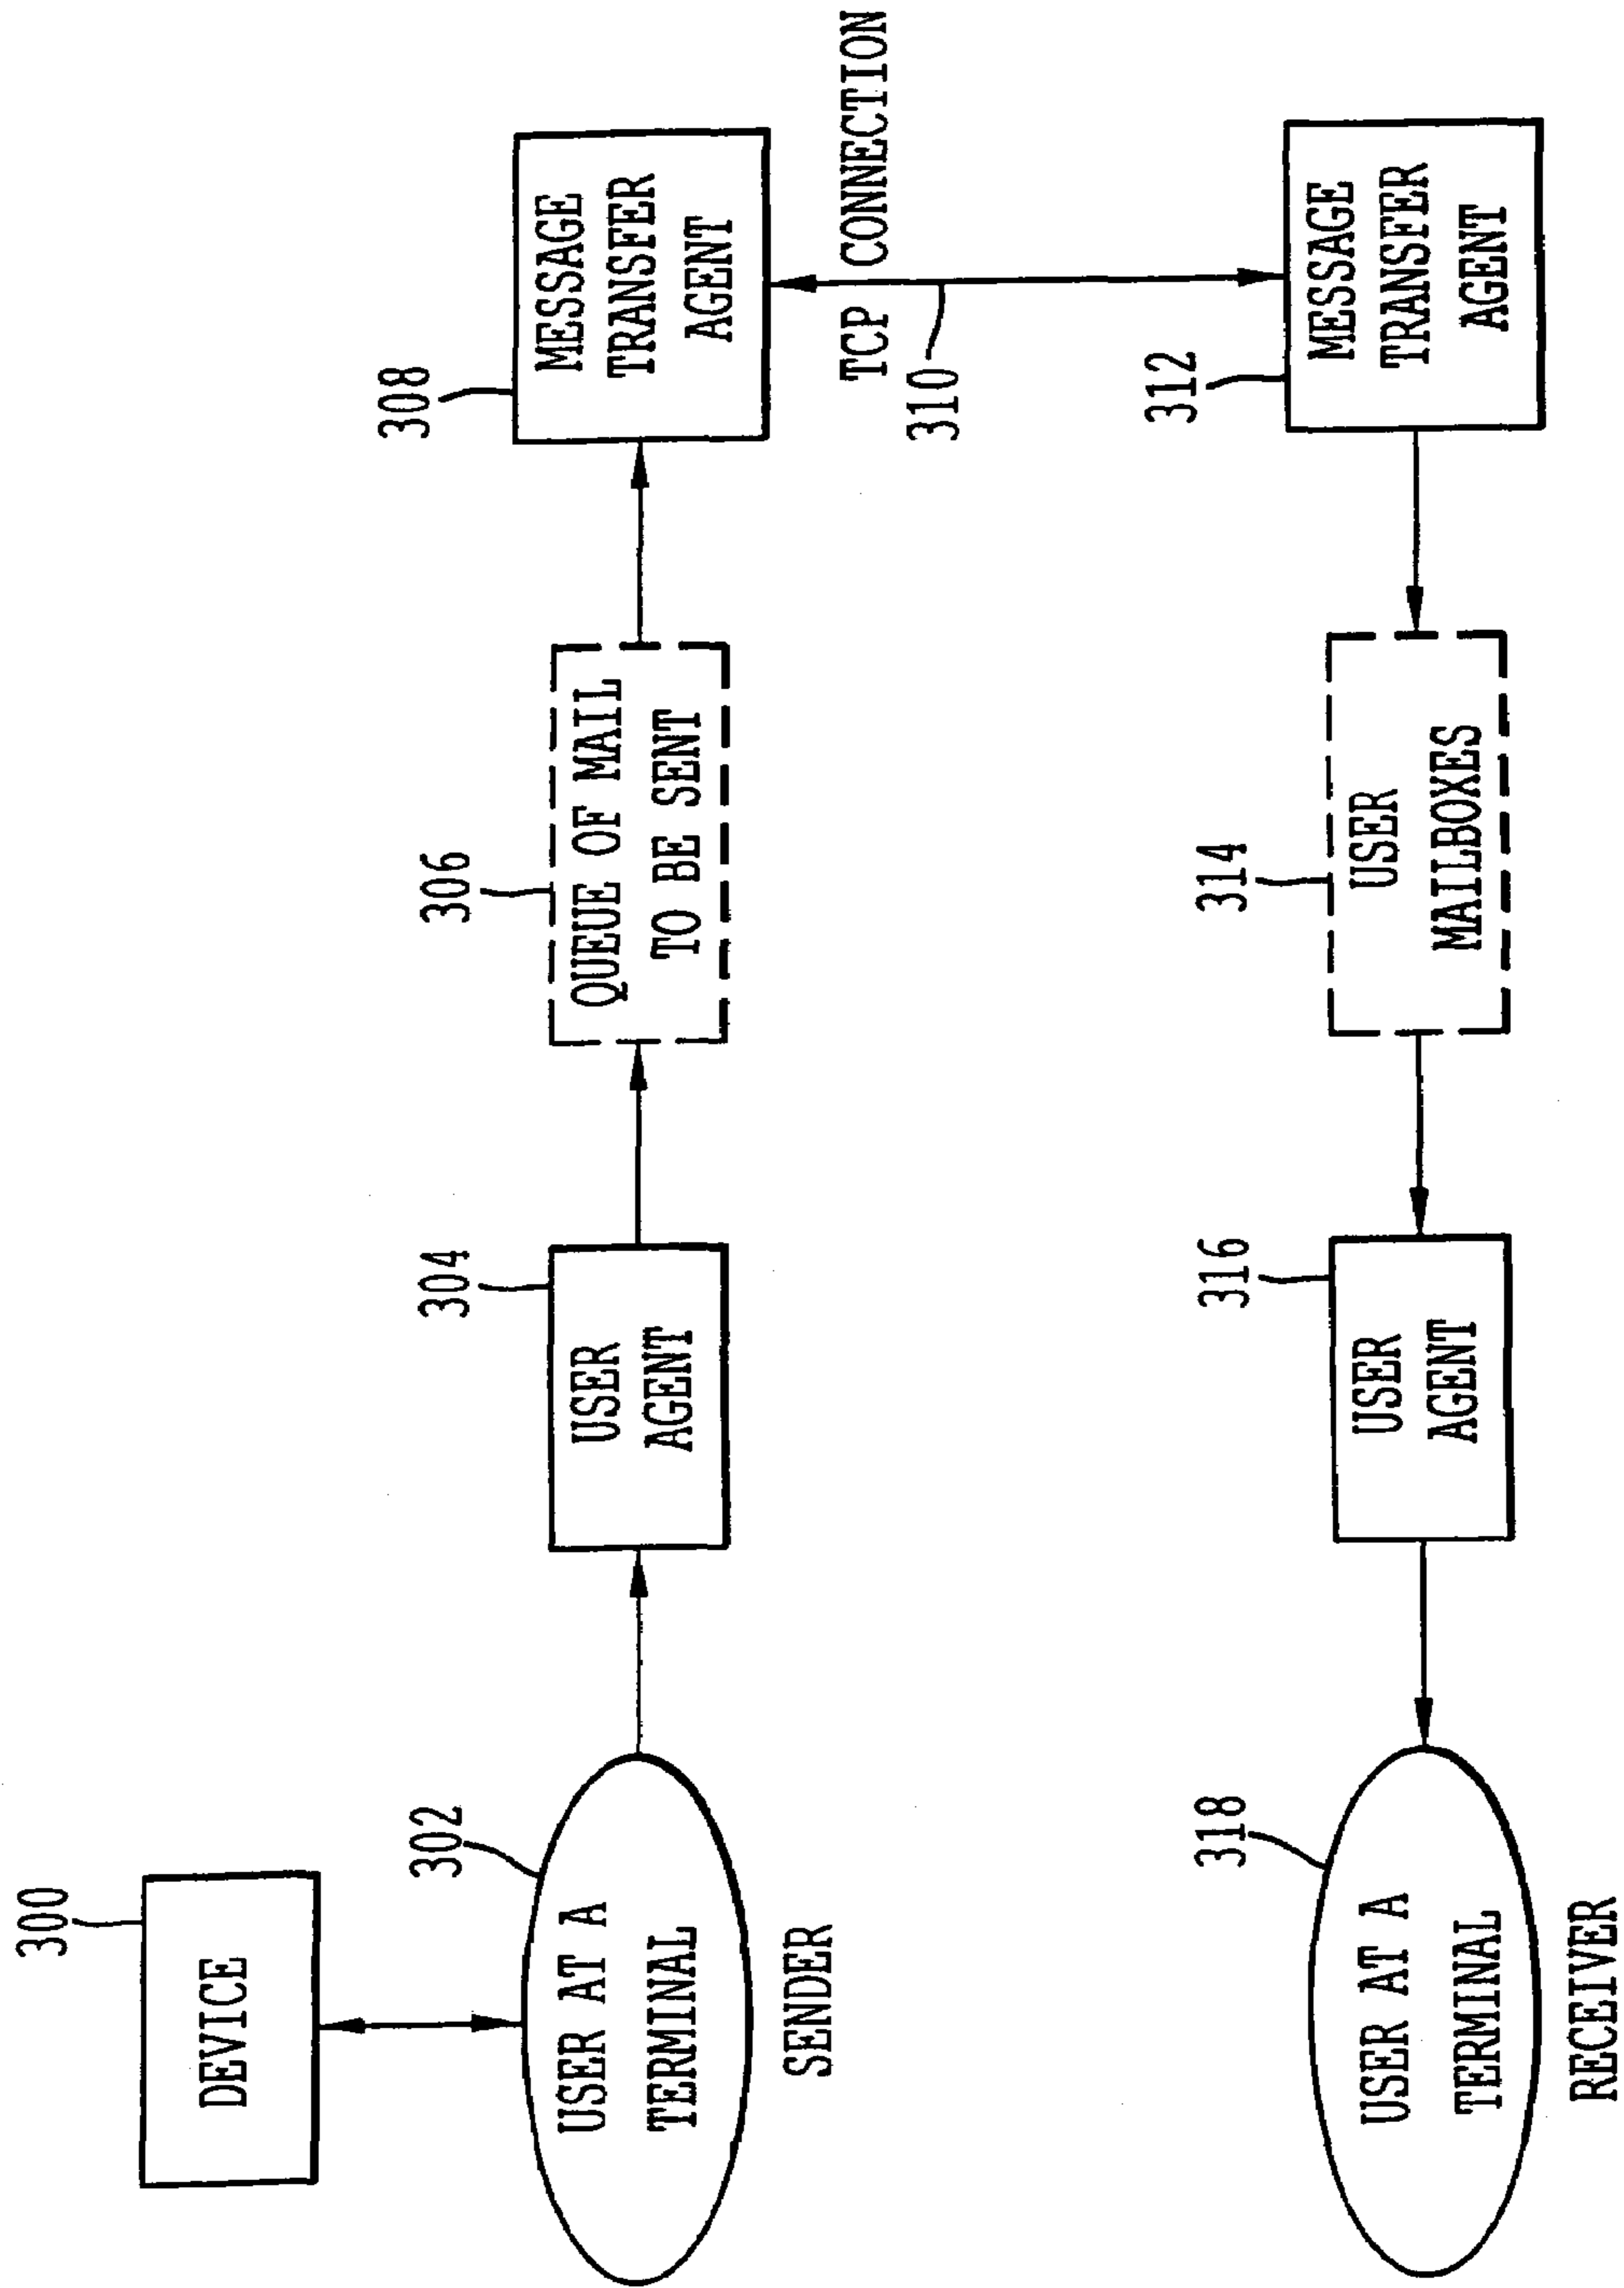 300
DEVICE
302
USER AT A
TERMINAL
SENDER
304
USER
AGENT
306
QUEUE OF MAIL
TO BE SENT
308
MESSAGE
TRANSFER
AGENT
TCP CONNECTION
310
312
MESSAGE
TRANSFER
AGENT
314
USER
MAILBOXES
316
USER
AGENT
318
USER AT A
TERMINAL
RECEIVER